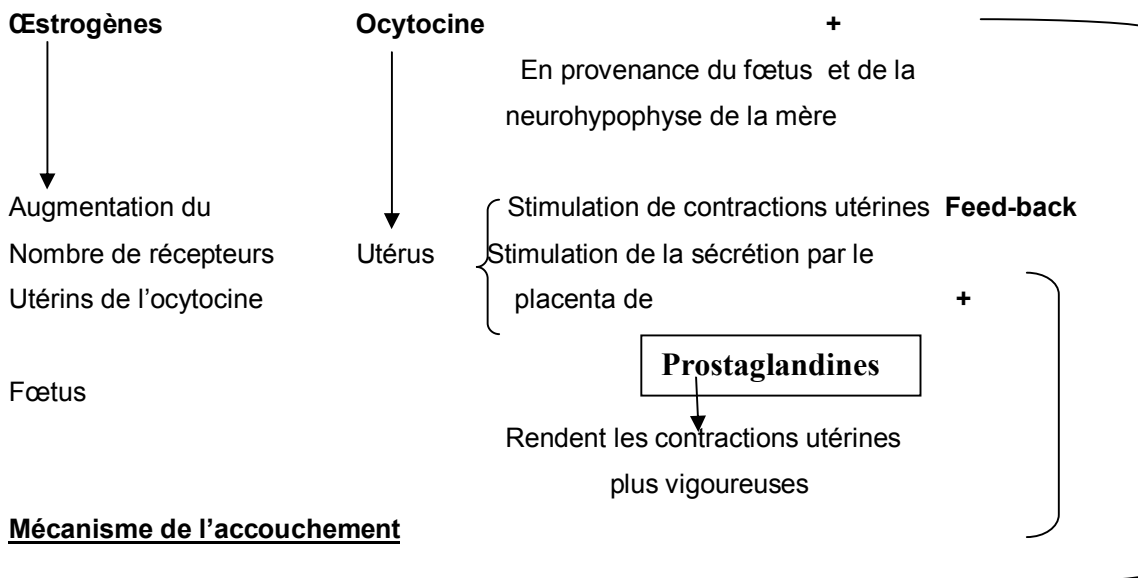 Œstrogènes Ocytocine +
En provenance du fœtus et de la
neurohypophyse de la mère
Augmentation du Stimulation de contractions utérines Feed-back
Nombre de récepteurs Utérus Stimulation de la sécrétion par le
Utérins de l'ocytocine placenta de +
Prostaglandines
Fœtus
Rendent les contractions utérines
plus vigoureuses
Mécanisme de l'accouchement